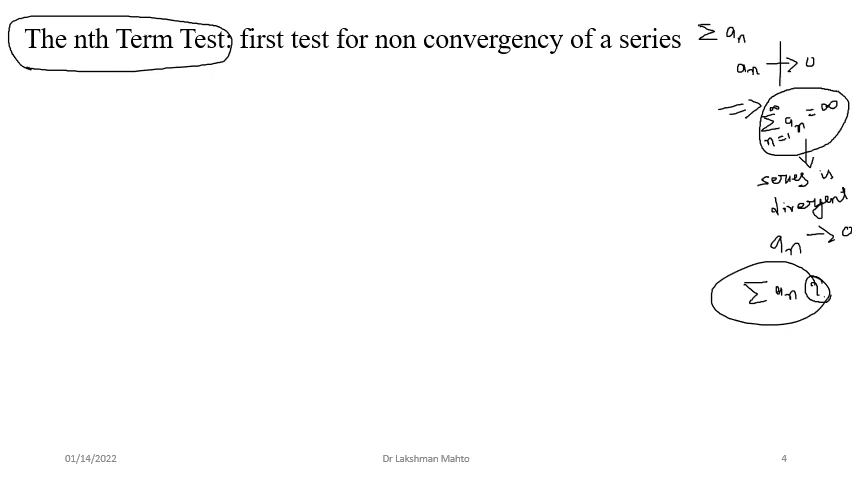 The nth Term Test: first test for non convergency of a series Σ aₙ
aₙ ↛ 0
⇒ ∞
Σ aₙ = ∞
n=1
series is
divergent
aₙ → 0
Σ aₙ ?
01/14/2022 Dr Lakshman Mahto 4